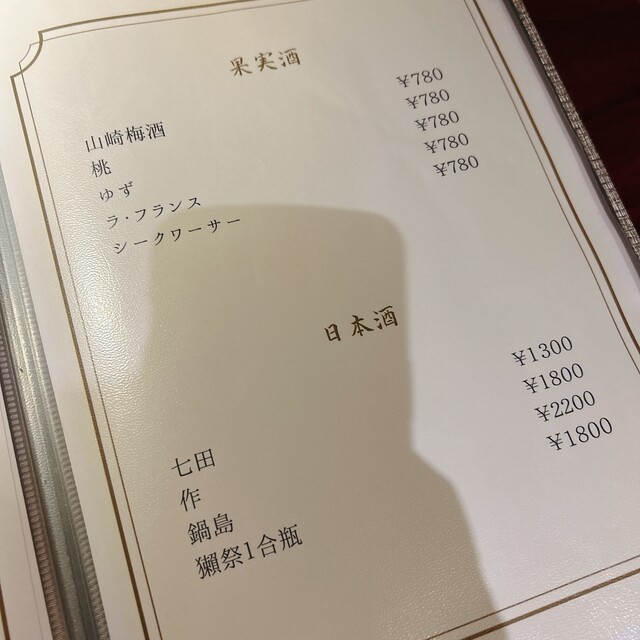 果実酒
山崎梅酒 ¥780
桃 ¥780
ゆず ¥780
ラ・フランス ¥780
シークワーサー ¥780
日本酒
七田 ¥1300
作 ¥1800
鍋島 ¥2200
獺祭1合瓶 ¥1800